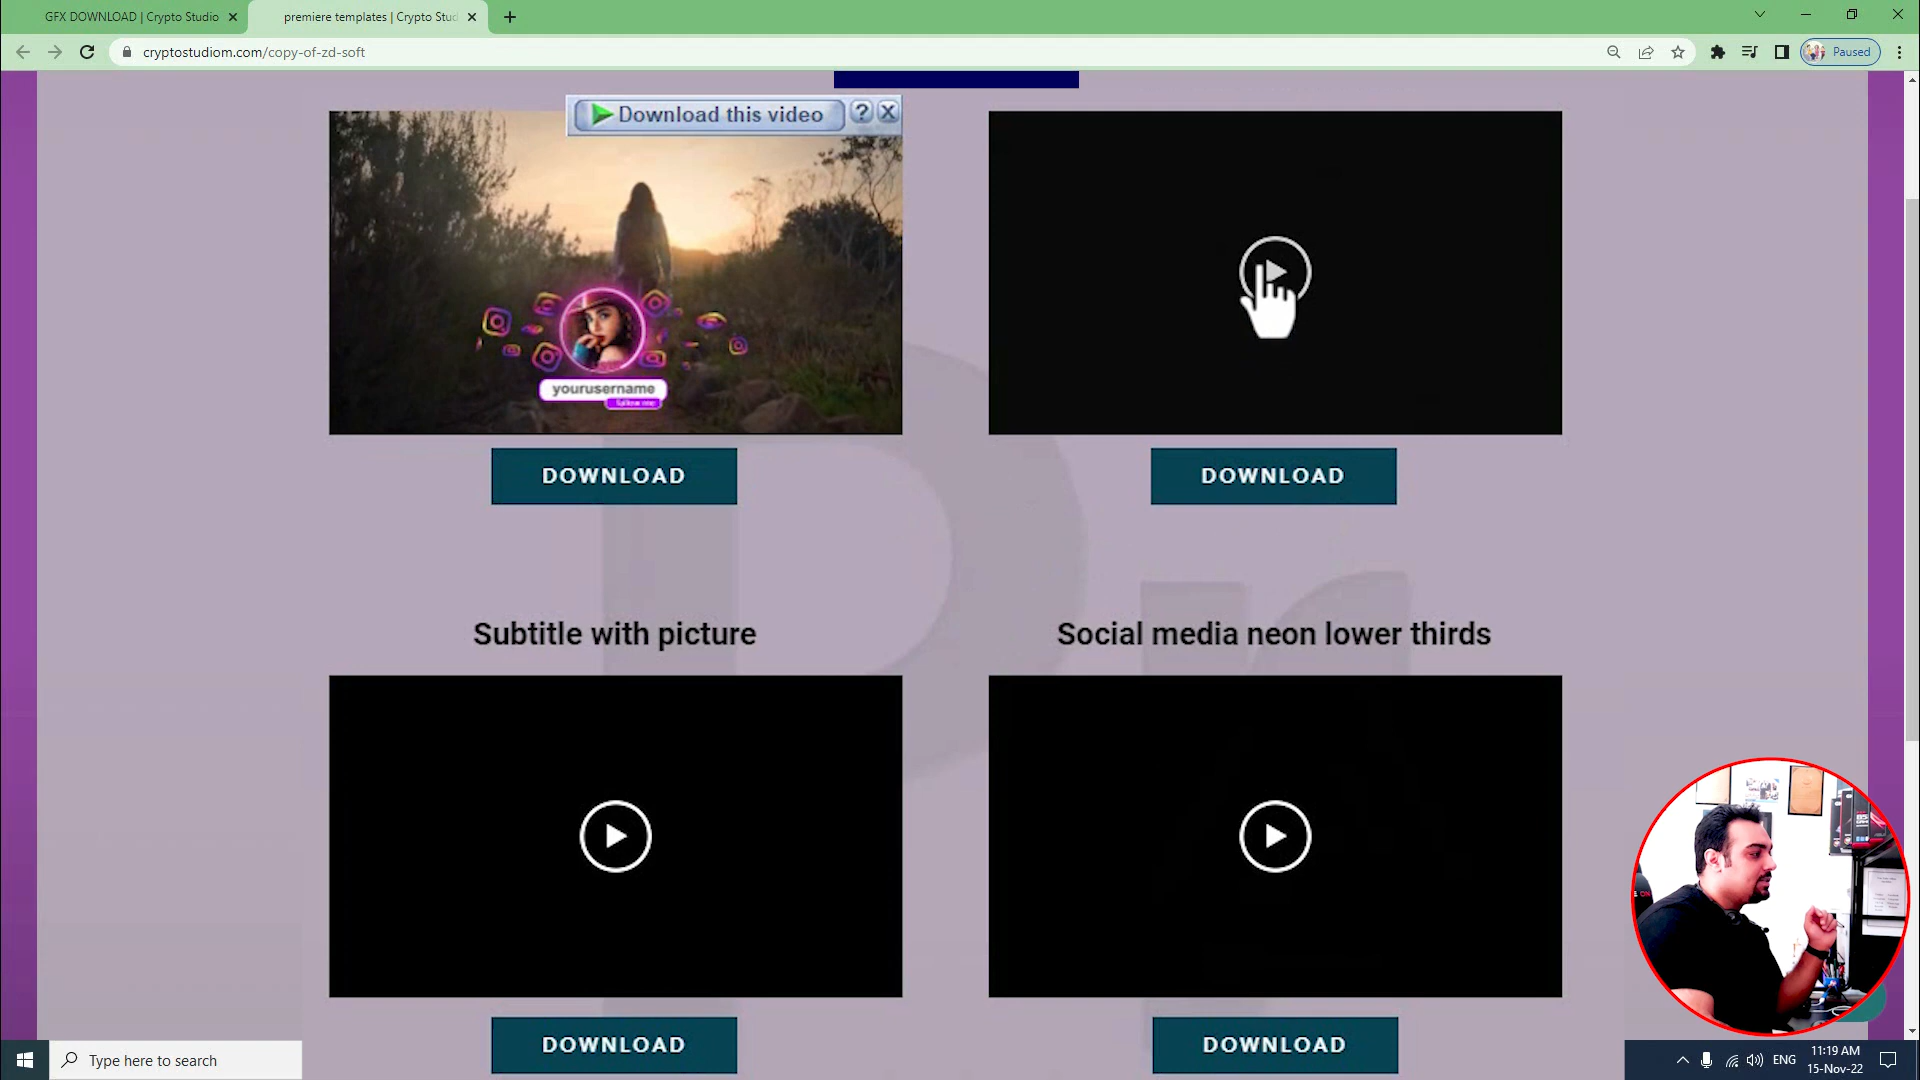 GFX DOWNLOAD | Crypto Studio
premiere templates | Crypto Stud
cryptostudiom.com/copy-of-zd-soft
Paused
Download this video
yourusername
follow me
DOWNLOAD
DOWNLOAD
Subtitle with picture
Social media neon lower thirds
DOWNLOAD
DOWNLOAD
Type here to search
ENG
11:19 AM
15-Nov-22